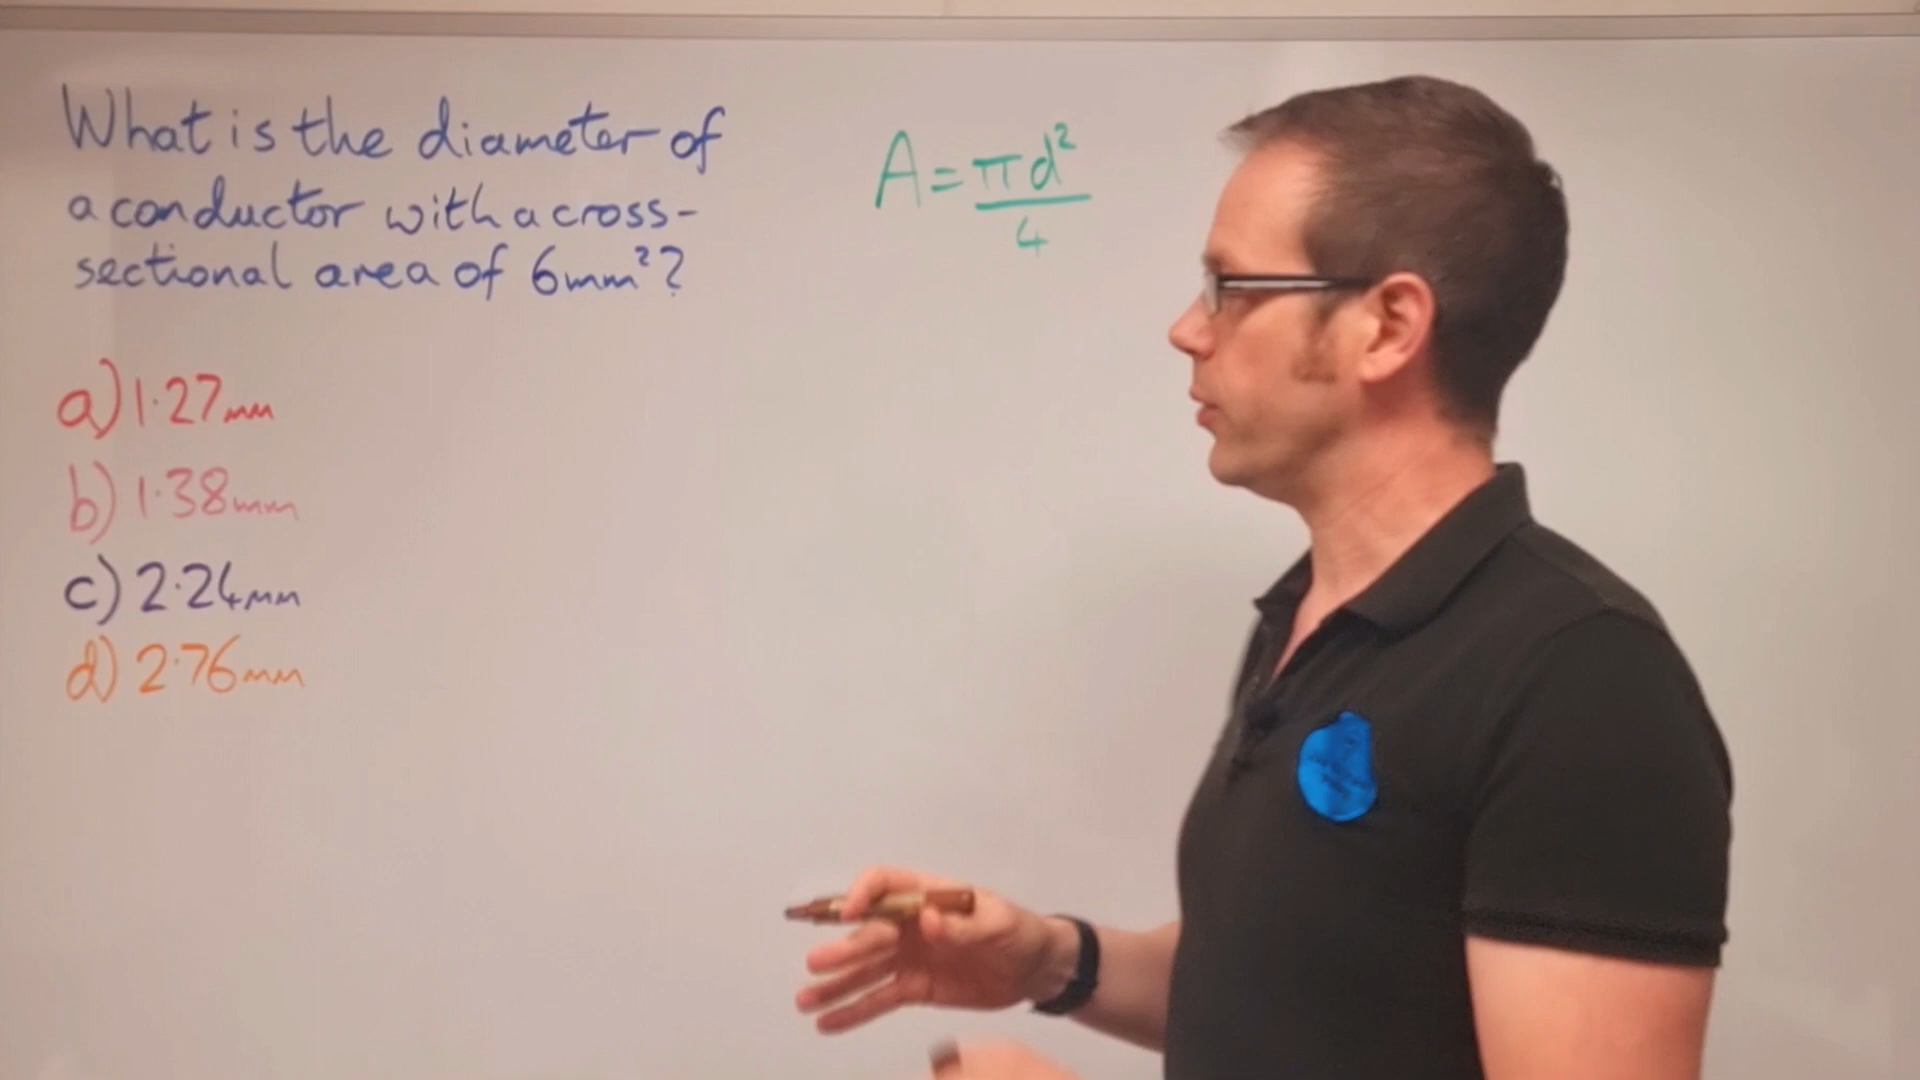 What is the diameter of
a conductor with a cross-
sectional area of 6mm²?
A = πd²
4
a) 1.27mm
b) 1.38mm
c) 2.24mm
d) 2.76mm